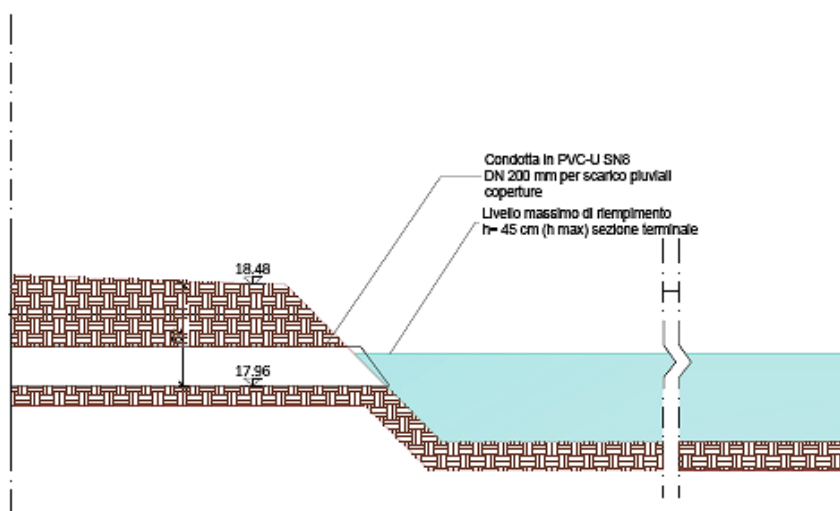 Condotta in PVC-U SN8
DN 200 mm per scarico pluviali
coperture
Livello massimo di riempimento
h= 45 cm (h max) sezione terminale
18.48
17.96